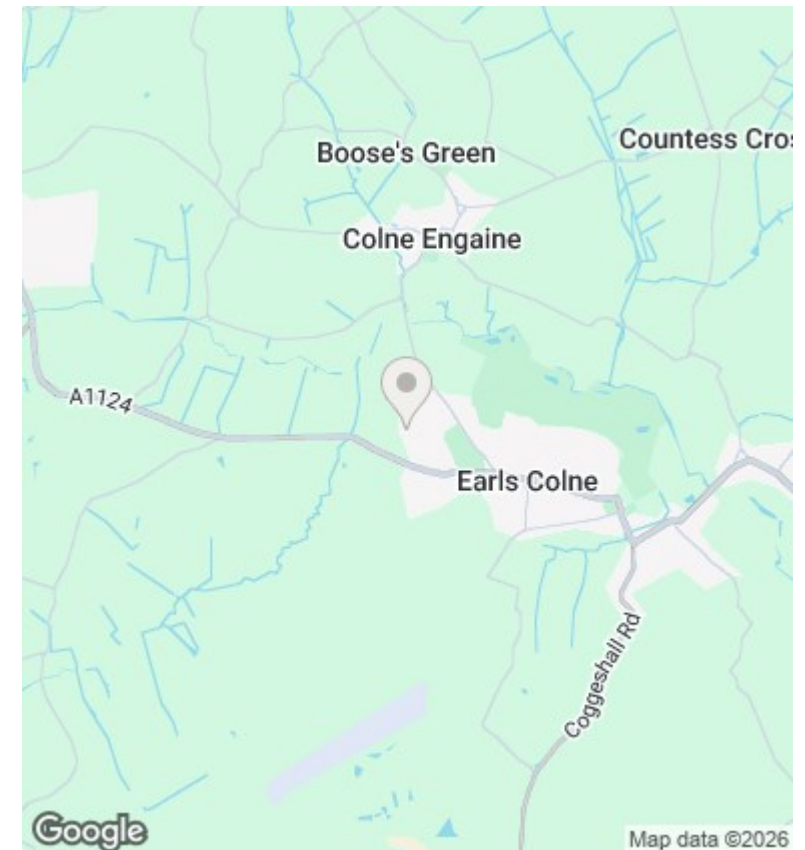 Boose's Green
Countess Cros
Colne Engaine
A1124
Earls Colne
Coggeshall Rd
Google
Map data ©2026